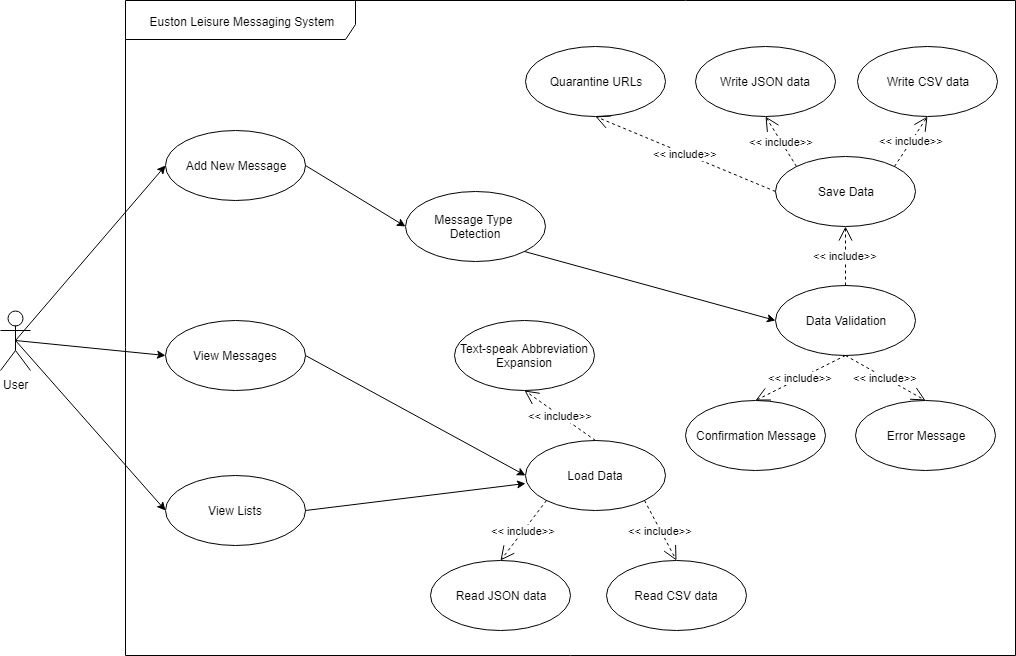 Euston Leisure Messaging System
Quarantine URLs
Write JSON data
Write CSV data
<< include>>
<< include>>
<< include>>
Add New Message
Save Data
Message Type
Detection
<< include>>
Data Validation
User
View Messages
Text-speak Abbreviation
Expansion
<< include>>
<< include>>
<< include>>
Confirmation Message
Error Message
Load Data
View Lists
<< include>>
<< include>>
Read JSON data
Read CSV data